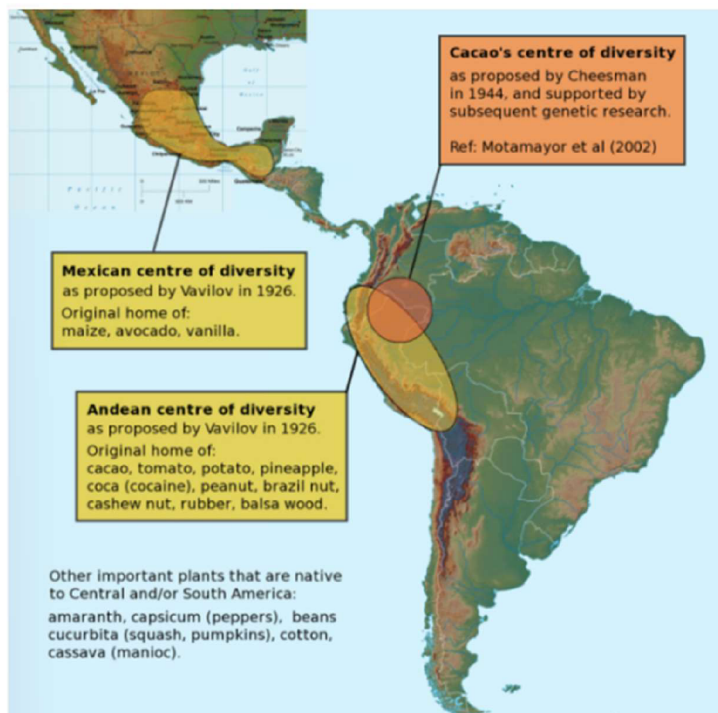 Cacao's centre of diversity
as proposed by Cheesman
in 1944, and supported by
subsequent genetic research.
Ref: Motamayor et al (2002)
Mexican centre of diversity
as proposed by Vavilov in 1926.
Original home of:
maize, avocado, vanilla.
Andean centre of diversity
as proposed by Vavilov in 1926.
Original home of:
cacao, tomato, potato, pineapple,
coca (cocaine), peanut, brazil nut,
cashew nut, rubber, balsa wood.
Other important plants that are native
to Central and/or South America:
amaranth, capsicum (peppers), beans
cucurbita (squash, pumpkins), cotton,
cassava (manioc).
Pacific
Ocean